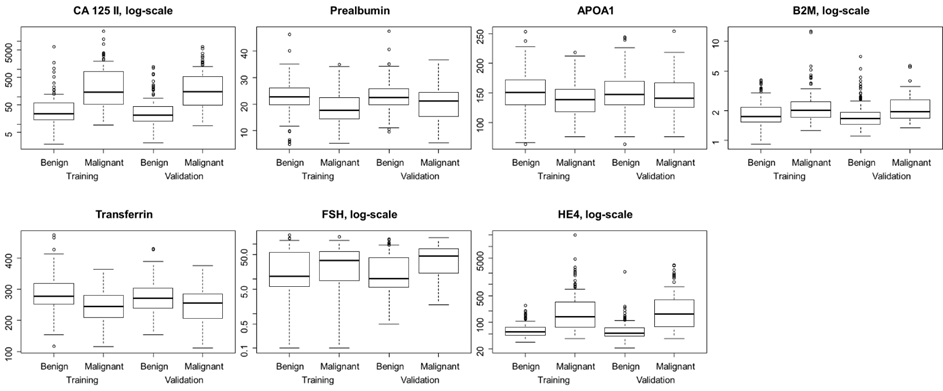 CA 125 II, log-scale
5000
500
50
5
Benign Malignant Benign Malignant
Training Validation
Prealbumin
40
30
20
10
Benign Malignant Benign Malignant
Training Validation
APOA1
250
200
150
100
Benign Malignant Benign Malignant
Training Validation
B2M, log-scale
10
5
2
1
Benign Malignant Benign Malignant
Training Validation
Transferrin
400
300
200
100
Benign Malignant Benign Malignant
Training Validation
FSH, log-scale
50.0
5.0
0.5
0.1
Benign Malignant Benign Malignant
Training Validation
HE4, log-scale
5000
500
100
20
Benign Malignant Benign Malignant
Training Validation